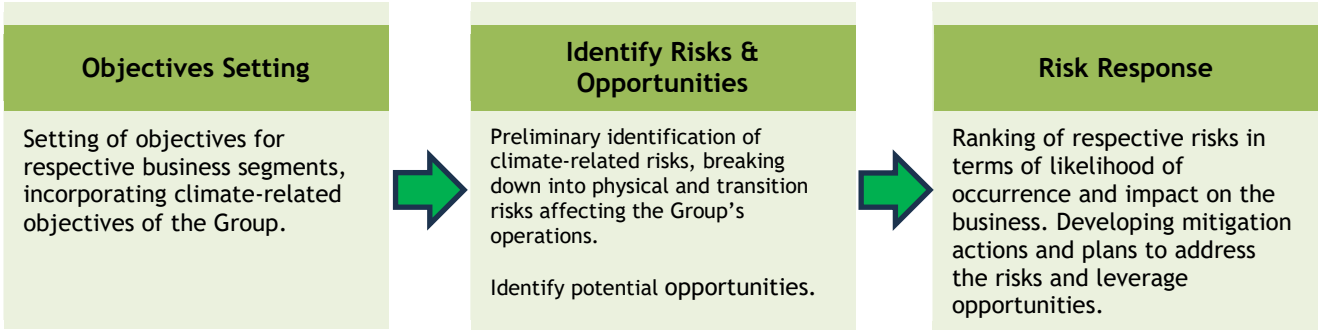 Objectives Setting
Setting of objectives for
respective business segments,
incorporating climate-related
objectives of the Group.
Identify Risks &
Opportunities
Preliminary identification of
climate-related risks, breaking
down into physical and transition
risks affecting the Group’s
operations.
Identify potential opportunities.
Risk Response
Ranking of respective risks in
terms of likelihood of
occurrence and impact on the
business. Developing mitigation
actions and plans to address
the risks and leverage
opportunities.